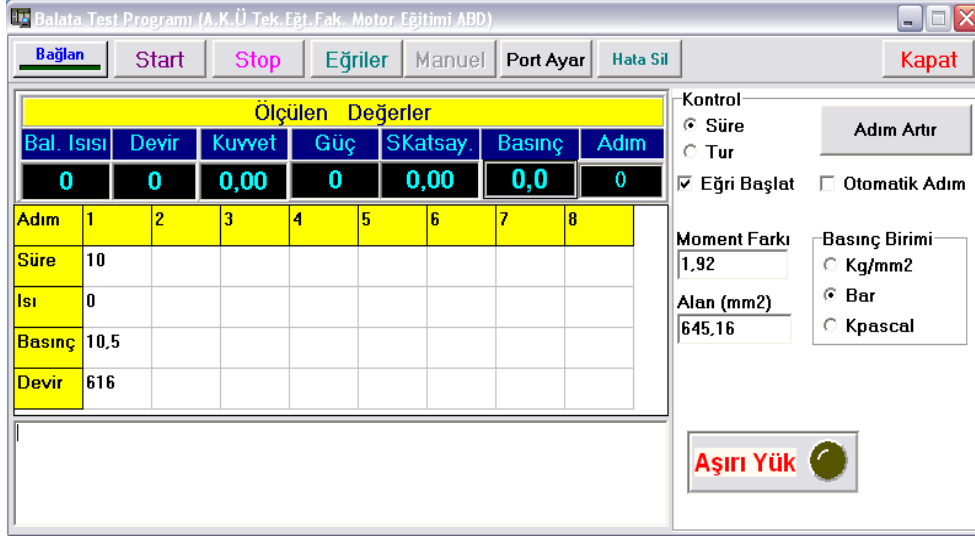 Balata Test Programı (A.K.Ü Tek.Eğt.Fak. Motor Eğitimi ABD)
Bağlan Start Stop Eğriler Manuel Port Ayar Hata Sil Kapat
Ölçülen Değerler
Bal. Isısı Devir Kuvvet Güç SKatsay. Basınç Adım
0 0 0,00 0 0,00 0,0 0
Adım 1 2 3 4 5 6 7 8
Süre 10
Isı 0
Basınç 10,5
Devir 616
Kontrol
Süre
Tur
Adım Artır
Eğri Başlat Otomatik Adım
Moment Farkı
1,92
Alan (mm2)
645,16
Basınç Birimi
Kg/mm2
Bar
Kpascal
Aşırı Yük